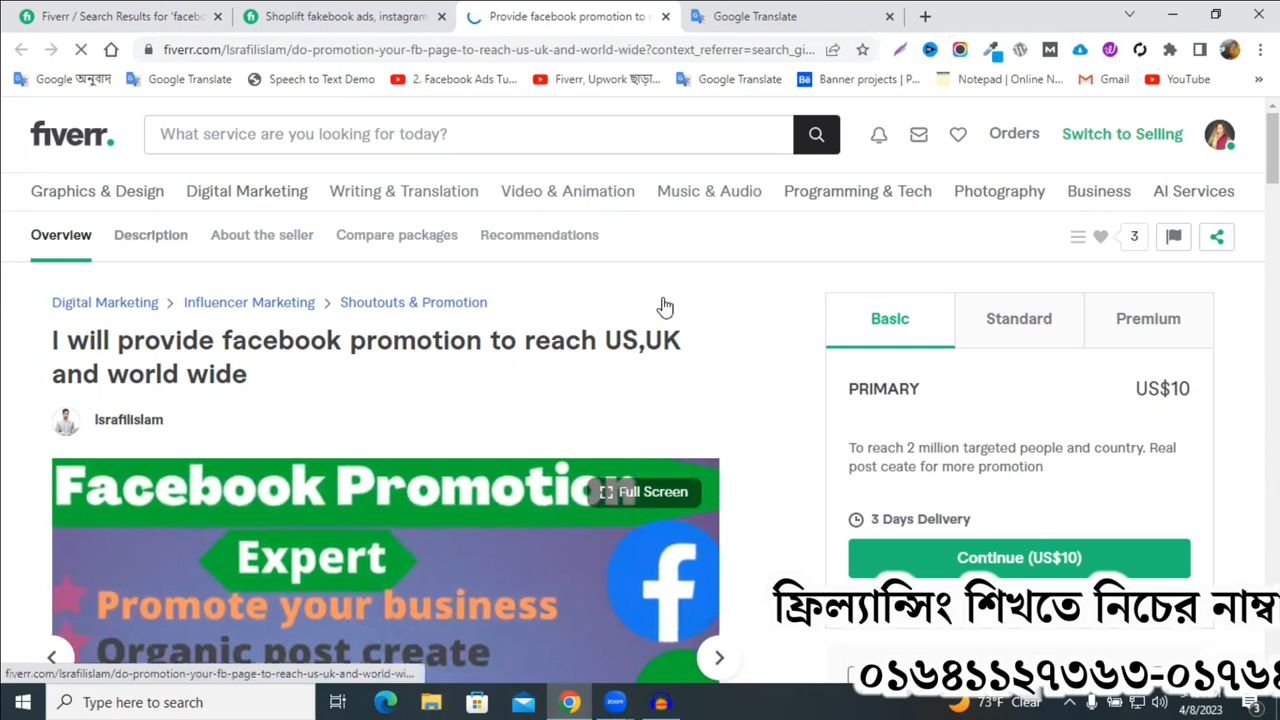 Fiverr / Search Results for 'faceb
Shoplift fakebook ads, instagram
Provide facebook promotion to
Google Translate
fiverr.com/Israfilislam/do-promotion-your-fb-page-to-reach-us-uk-and-world-wide?context_referrer=search_gi...
Google অনুবাদ
Google Translate
Speech to Text Demo
2. Facebook Ads Tu...
Fiverr, Upwork ছাড়া...
Google Translate
Banner projects | P...
Notepad | Online N...
Gmail
YouTube
fiverr.
What service are you looking for today?
Orders
Switch to Selling
Graphics & Design
Digital Marketing
Writing & Translation
Video & Animation
Music & Audio
Programming & Tech
Photography
Business
AI Services
Overview
Description
About the seller
Compare packages
Recommendations
3
Digital Marketing > Influencer Marketing > Shoutouts & Promotion
I will provide facebook promotion to reach US,UK
and world wide
Israfilislam
Basic
Standard
Premium
PRIMARY
US$10
To reach 2 million targeted people and country. Real
post ceate for more promotion
3 Days Delivery
Continue (US$10)
Facebook Promotion
Full Screen
Expert
Promote your business
Organic post create
ফ্রিল্যান্সিং শিখতে নিচের নাম্বা
০১৬৪১১২৭৩৬৩-০১৭৬৪
fiverr.com/Israfilislam/do-promotion-your-fb-page-to-reach-us-uk-and-world-wi...
Type here to search
73°F Clear
4/8/2023
3